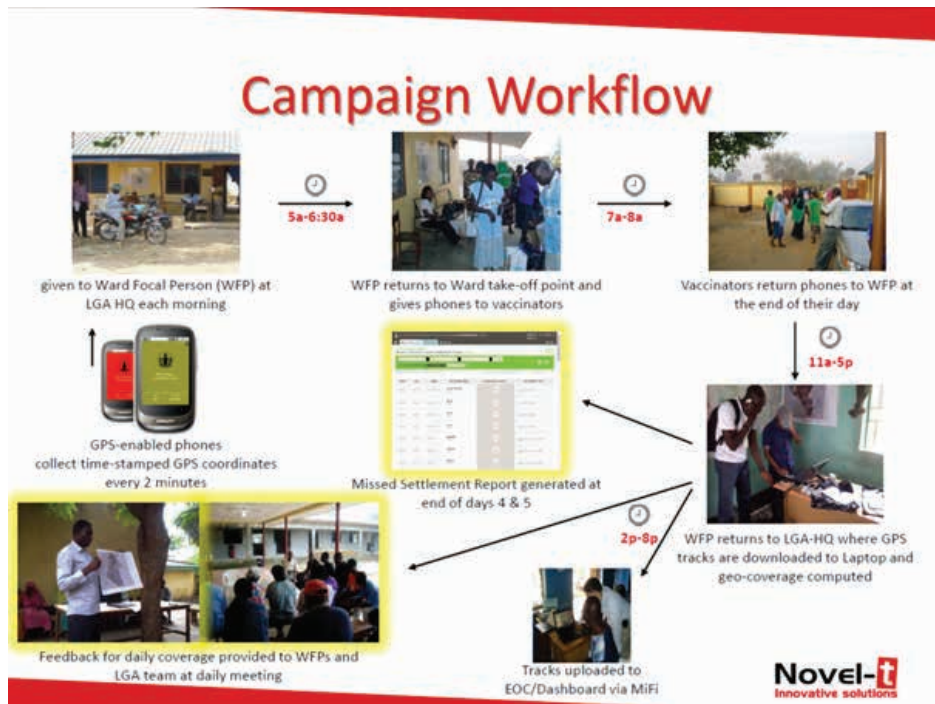 Campaign Workflow
5a-6:30a
7a-8a
given to Ward Focal Person (WFP) at
LGA HQ each morning
WFP returns to Ward take-off point and
gives phones to vaccinators
Vaccinators return phones to WFP at
the end of their day
11a-5p
GPS-enabled phones
collect time-stamped GPS coordinates
every 2 minutes
Missed Settlement Report generated at
end of days 4 & 5
2p-8p
WFP returns to LGA-HQ where GPS
tracks are downloaded to Laptop and
geo-coverage computed
Feedback for daily coverage provided to WFPs and
LGA team at daily meeting
Tracks uploaded to
EOC/Dashboard via MiFi
Novel-t
Innovative solutions